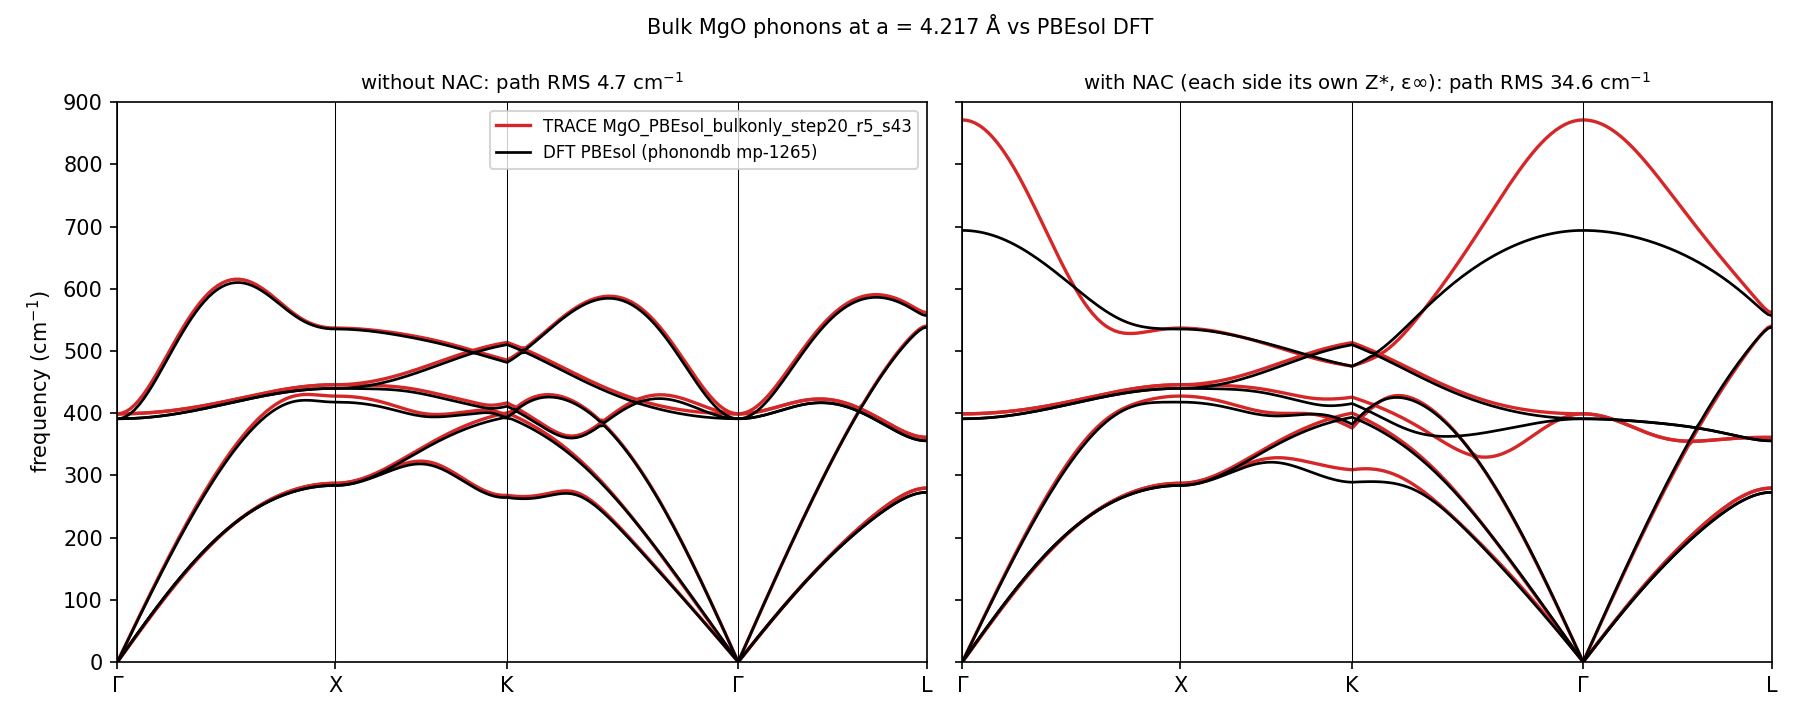 Bulk MgO phonons at a = 4.217 Å vs PBEsol DFT
without NAC: path RMS 4.7 cm⁻¹
with NAC (each side its own Z*, ε∞): path RMS 34.6 cm⁻¹
TRACE MgO_PBEsol_bulkonly_step20_r5_s43
DFT PBEsol (phonondb mp-1265)
frequency (cm⁻¹)
900
800
700
600
500
400
300
200
100
0
Γ X K Γ L
Γ X K Γ L